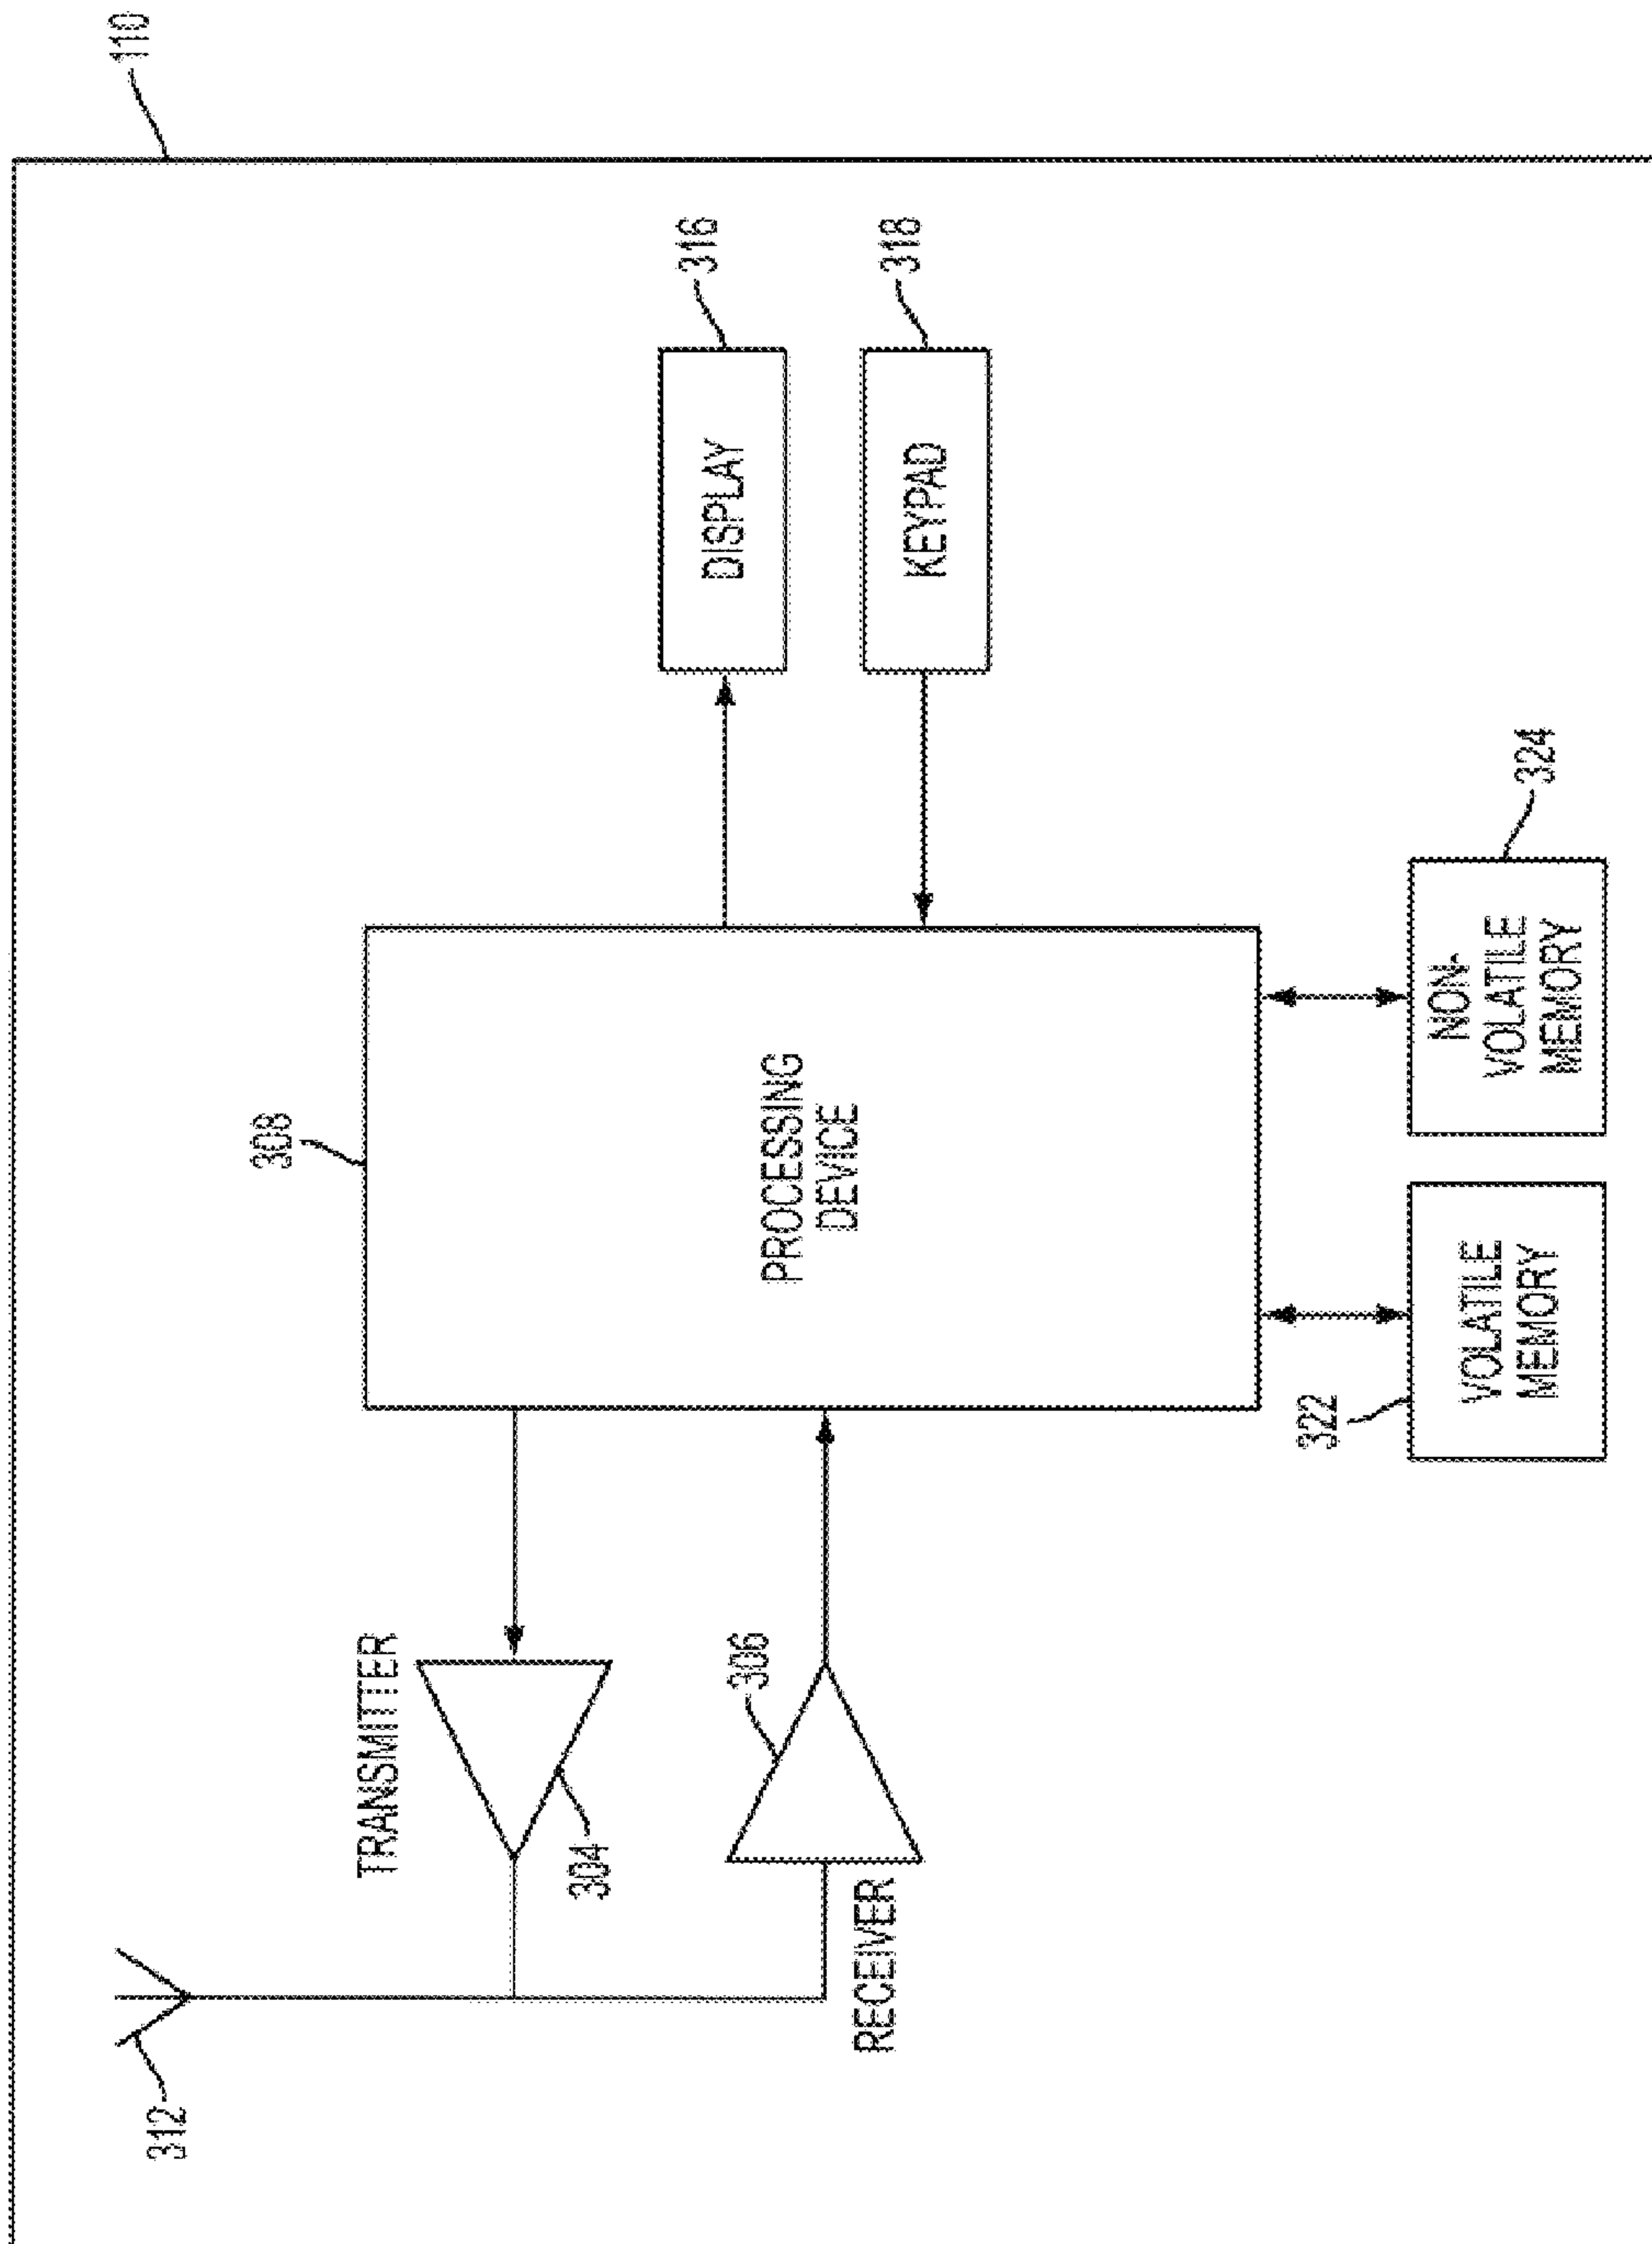 110
312
TRANSMITTER
304
306
RECEIVER
308
PROCESSING
DEVICE
DISPLAY
316
KEYPAD
318
322
VOLATILE
MEMORY
NON-
VOLATILE
MEMORY
324